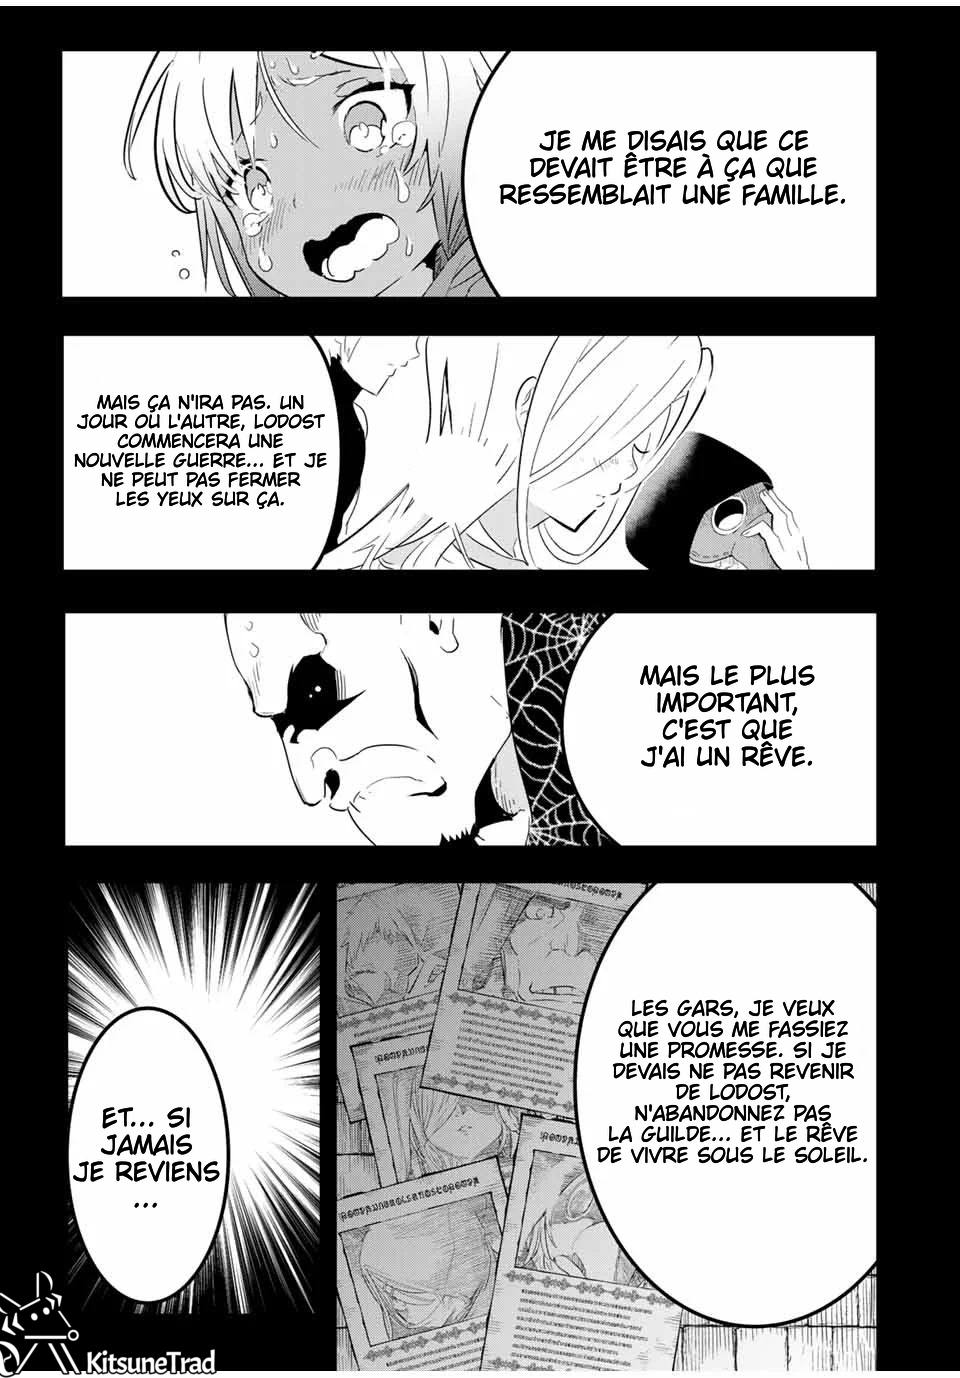 JE ME DISAIS QUE CE
DEVAIT ÊTRE À ÇA QUE
RESSEMBLAIT UNE FAMILLE.
MAIS ÇA N'IRA PAS. UN
JOUR OU L'AUTRE, LODOST
COMMENCERA UNE
NOUVELLE GUERRE... ET JE
NE PEUT PAS FERMER
LES YEUX SUR ÇA.
MAIS LE PLUS
IMPORTANT,
C'EST QUE
J'AI UN RÊVE.
LES GARS, JE VEUX
QUE VOUS ME FASSIEZ
UNE PROMESSE. SI JE
DEVAIS NE PAS REVENIR
DE LODOST,
N'ABANDONNEZ PAS
LA GUILDE... ET LE RÊVE
DE VIVRE SOUS LE SOLEIL.
ET... SI
JAMAIS
JE REVIENS
...
KitsuneTrad